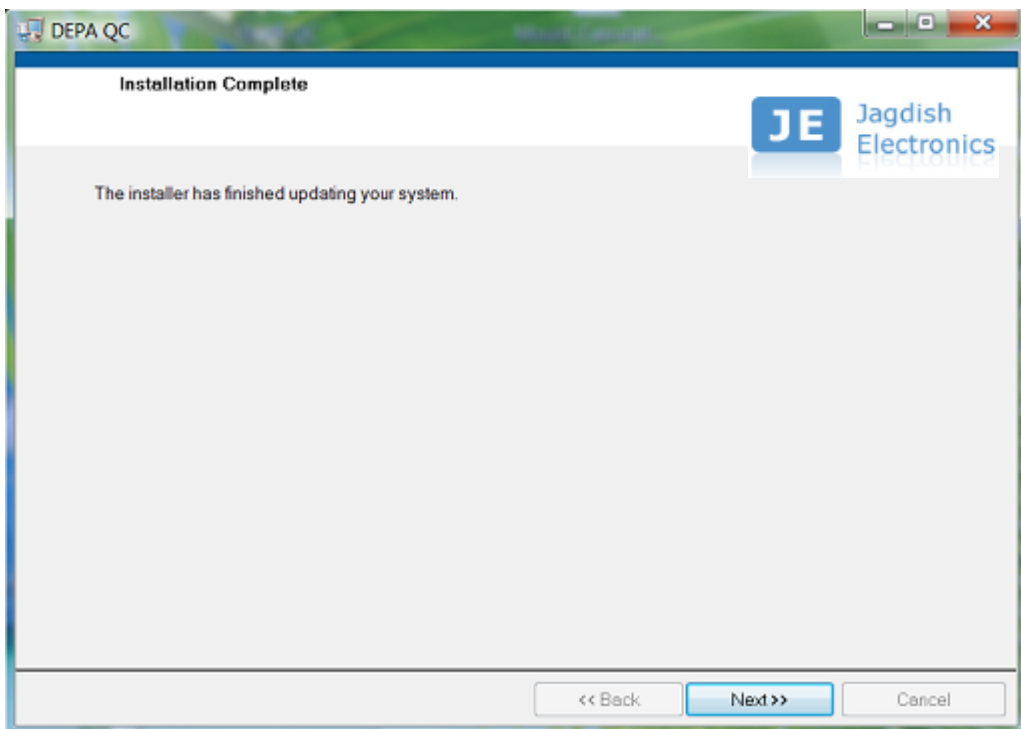 DEPA QC
Installation Complete
JE
Jagdish
Electronics
The installer has finished updating your system.
<< Back
Next >>
Cancel